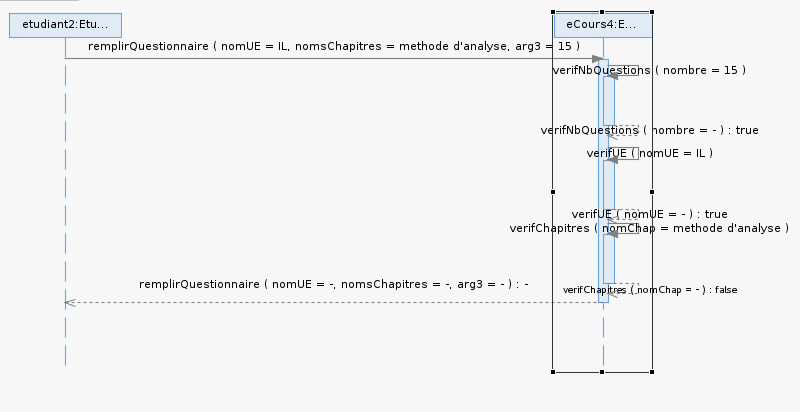 etudiant2:Etu...
eCours4:E...
remplirQuestionnaire ( nomUE = IL, nomsChapitres = methode d'analyse, arg3 = 15 )
verifNbQuestions ( nombre = 15 )
verifNbQuestions ( nombre = - ) : true
verifUE ( nomUE = IL )
verifUE ( nomUE = - ) : true
verifChapitres ( nomChap = methode d'analyse )
remplirQuestionnaire ( nomUE = -, nomsChapitres = -, arg3 = - ) : -
verifChapitres ( nomChap = - ) : false